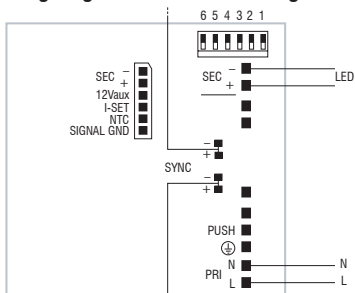 6 5 4 3 2 1
SEC – +
12Vaux
I-SET
NTC
SIGNAL GND
SEC – +
LED
– +
SYNC
– +
PUSH
PRI N L
N
L